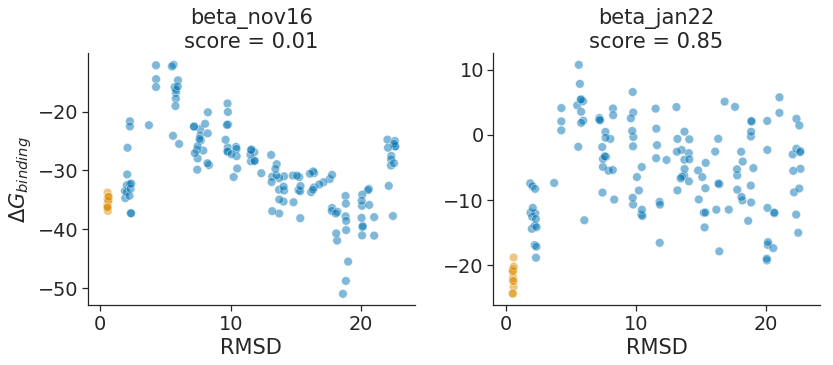 beta_nov16
score = 0.01
ΔG_binding
−20
−30
−40
−50
0
10
20
RMSD
beta_jan22
score = 0.85
10
0
−10
−20
0
10
20
RMSD